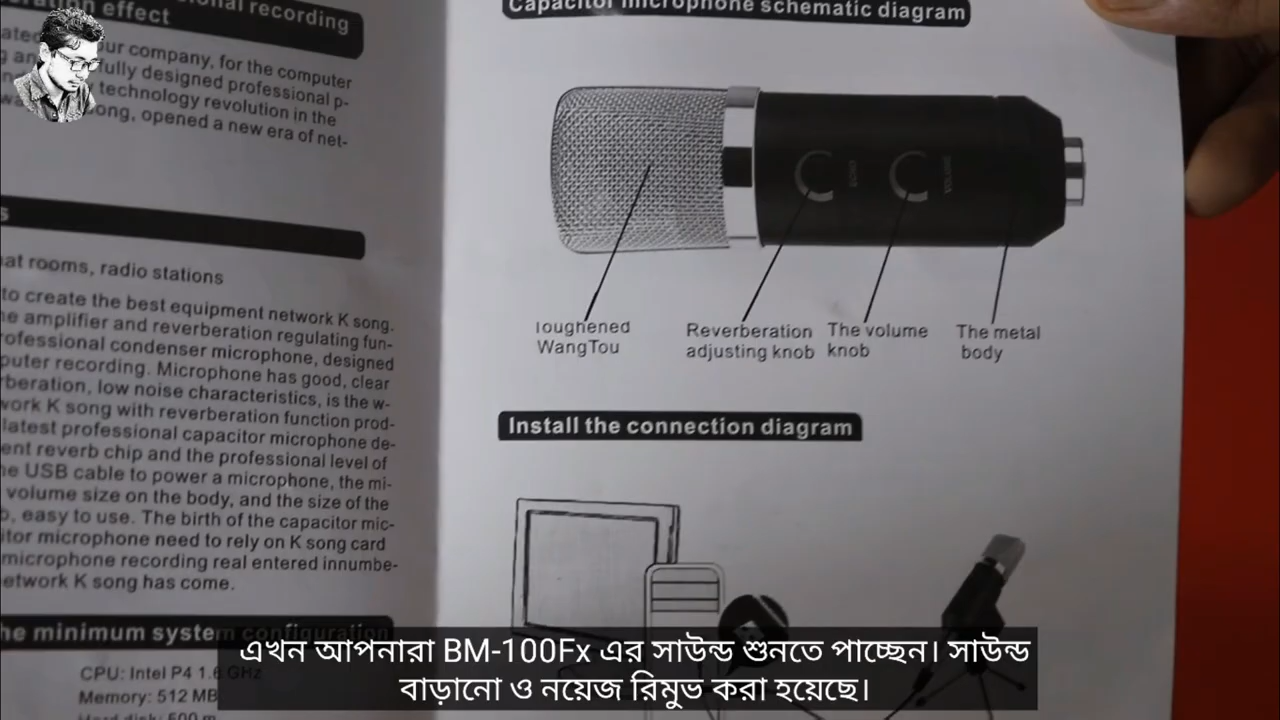 recording
effect
our company, for the computer
fully designed professional p-
technology revolution in the
song, opened a new era of net-
at rooms, radio stations
to create the best equipment network K song.
amplifier and reverberation regulating fun-
rofessional condenser microphone, designed
puter recording. Microphone has good, clear
rberation, low noise characteristics, is the w-
work K song with reverberation function prod-
latest professional capacitor microphone de-
ent reverb chip and the professional level of
he USB cable to power a microphone, the mi-
volume size on the body, and the size of the
, easy to use. The birth of the capacitor mic-
itor microphone need to rely on K song card
microphone recording real entered innumbe-
etwork K song has come.
he minimum system configuration
CPU: Intel P4 1.6 GHz
Memory: 512 MB
Capacitor microphone schematic diagram
VOLUME
Toughened
WangTou
Reverberation
adjusting knob
The volume
knob
The metal
body
Install the connection diagram
এখন আপনারা BM-100Fx এর সাউন্ড শুনতে পাচ্ছেন। সাউন্ড
বাড়ানো ও নয়েজ রিমুভ করা হয়েছে।